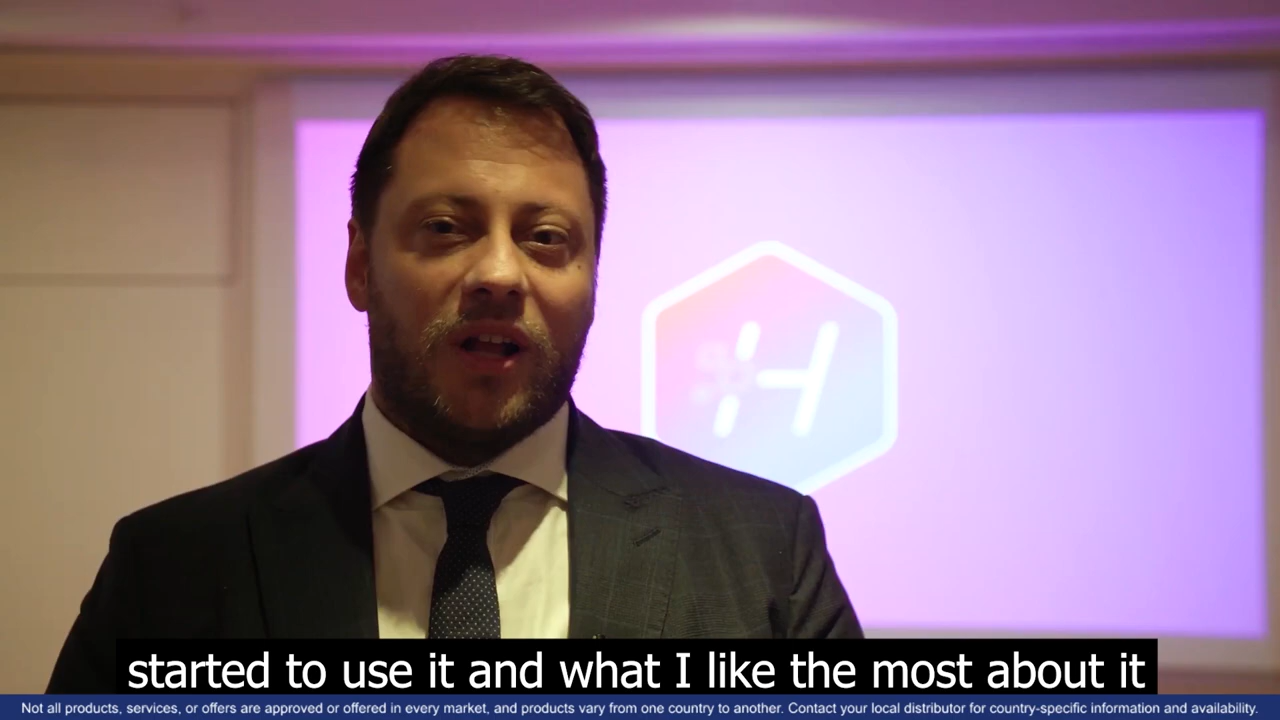 H
started to use it and what I like the most about it
Not all products, services, or offers are approved or offered in every market, and products vary from one country to another. Contact your local distributor for country-specific information and availability.